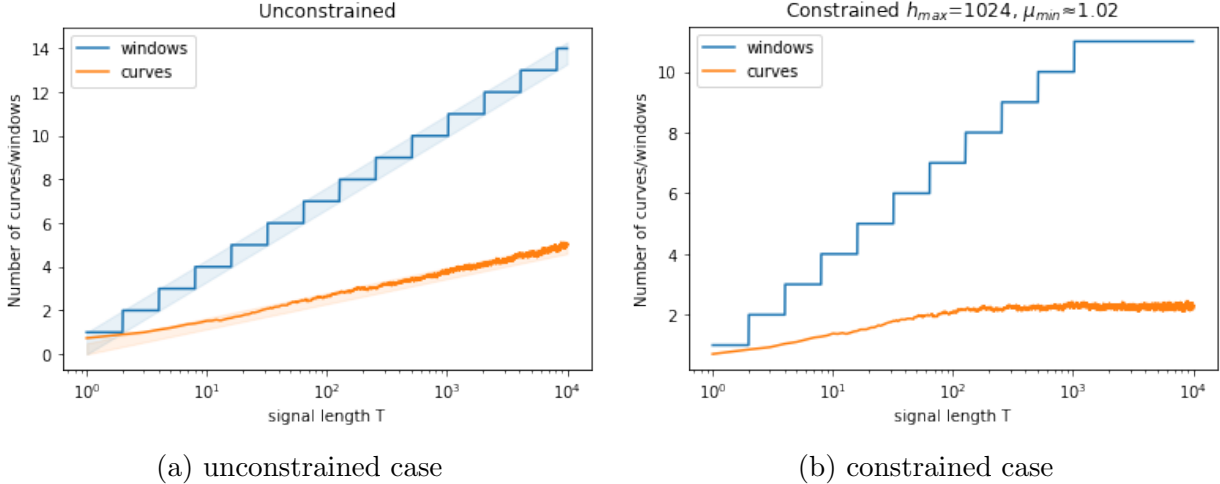 Unconstrained
windows
curves
Number of curves/windows
14
12
10
8
6
4
2
0
10⁰
10¹
10²
10³
10⁴
signal length T
(a) unconstrained case
Constrained h_max=1024, μ_min≈1.02
windows
curves
Number of curves/windows
10
8
6
4
2
10⁰
10¹
10²
10³
10⁴
signal length T
(b) constrained case